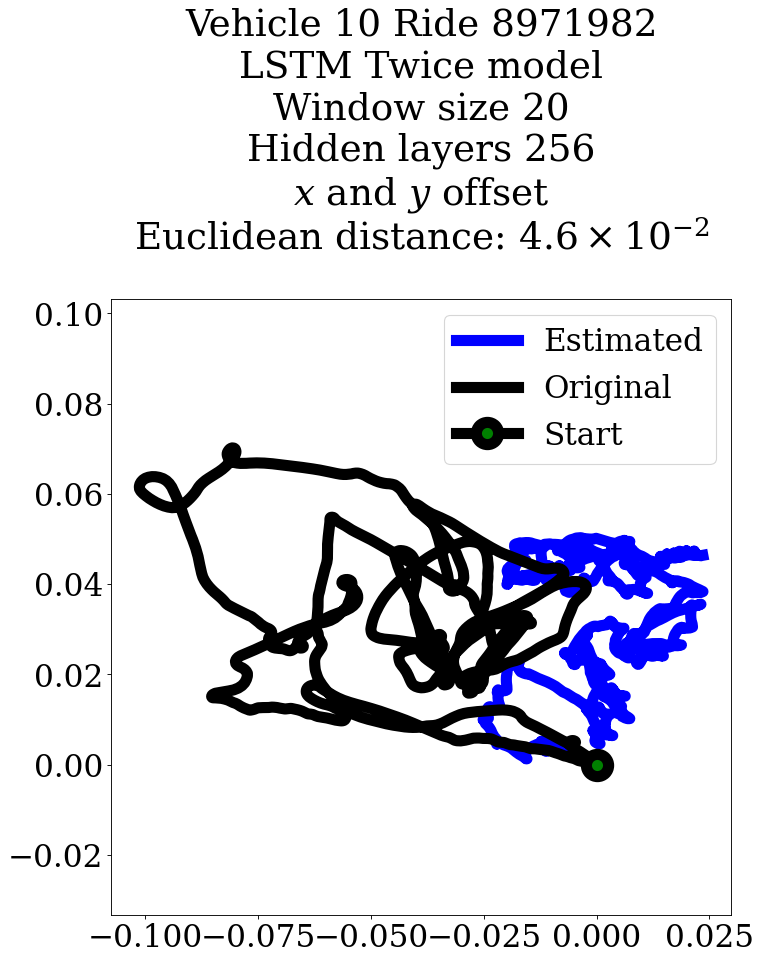 Vehicle 10 Ride 8971982
LSTM Twice model
Window size 20
Hidden layers 256
x and y offset
Euclidean distance: 4.6 × 10⁻²
Estimated
Original
Start
0.10
0.08
0.06
0.04
0.02
0.00
−0.02
−0.100 −0.075 −0.050 −0.025 0.000 0.025